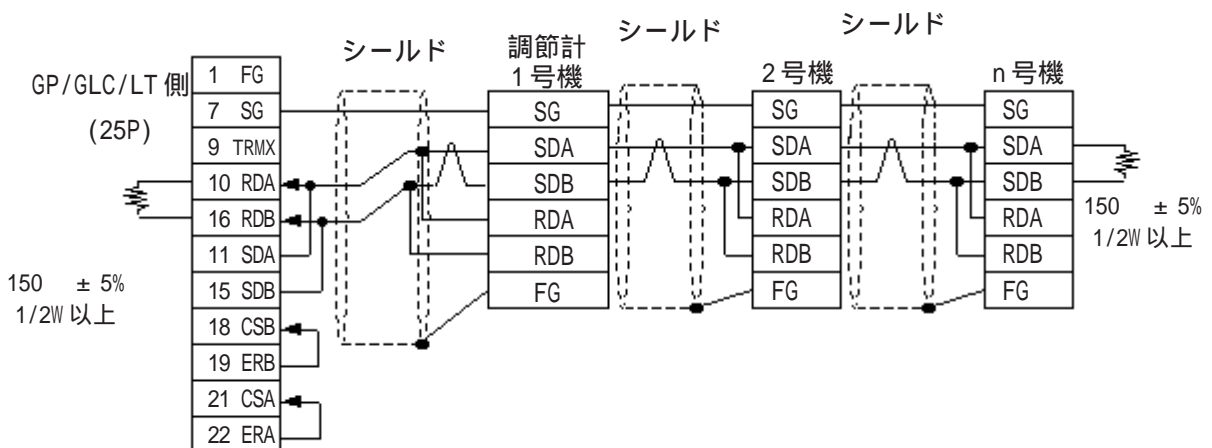 シールド
シールド
シールド
GP/GLC/LT 側
(25P)
1 FG
7 SG
9 TRMX
10 RDA
16 RDB
11 SDA
15 SDB
18 CSB
19 ERB
21 CSA
22 ERA
150 ± 5%
1/2W 以上
調節計
1号機
SG
SDA
SDB
RDA
RDB
FG
2号機
SG
SDA
SDB
RDA
RDB
FG
n号機
SG
SDA
SDB
RDA
RDB
FG
150 ± 5%
1/2W 以上